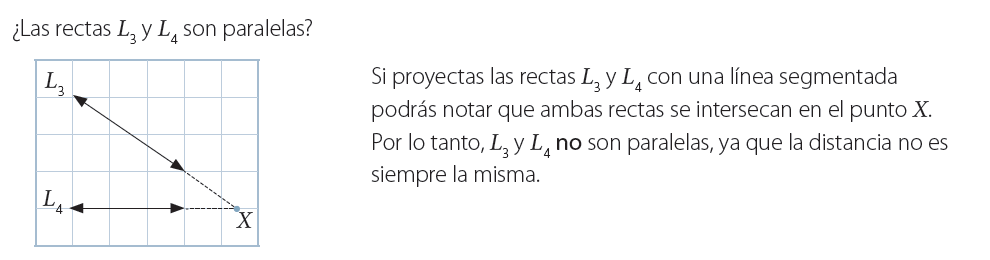 ¿Las rectas L₃ y L₄ son paralelas?
L₃
L₄
X
Si proyectas las rectas L₃ y L₄ con una línea segmentada
podrás notar que ambas rectas se intersecan en el punto X.
Por lo tanto, L₃ y L₄ no son paralelas, ya que la distancia no es
siempre la misma.